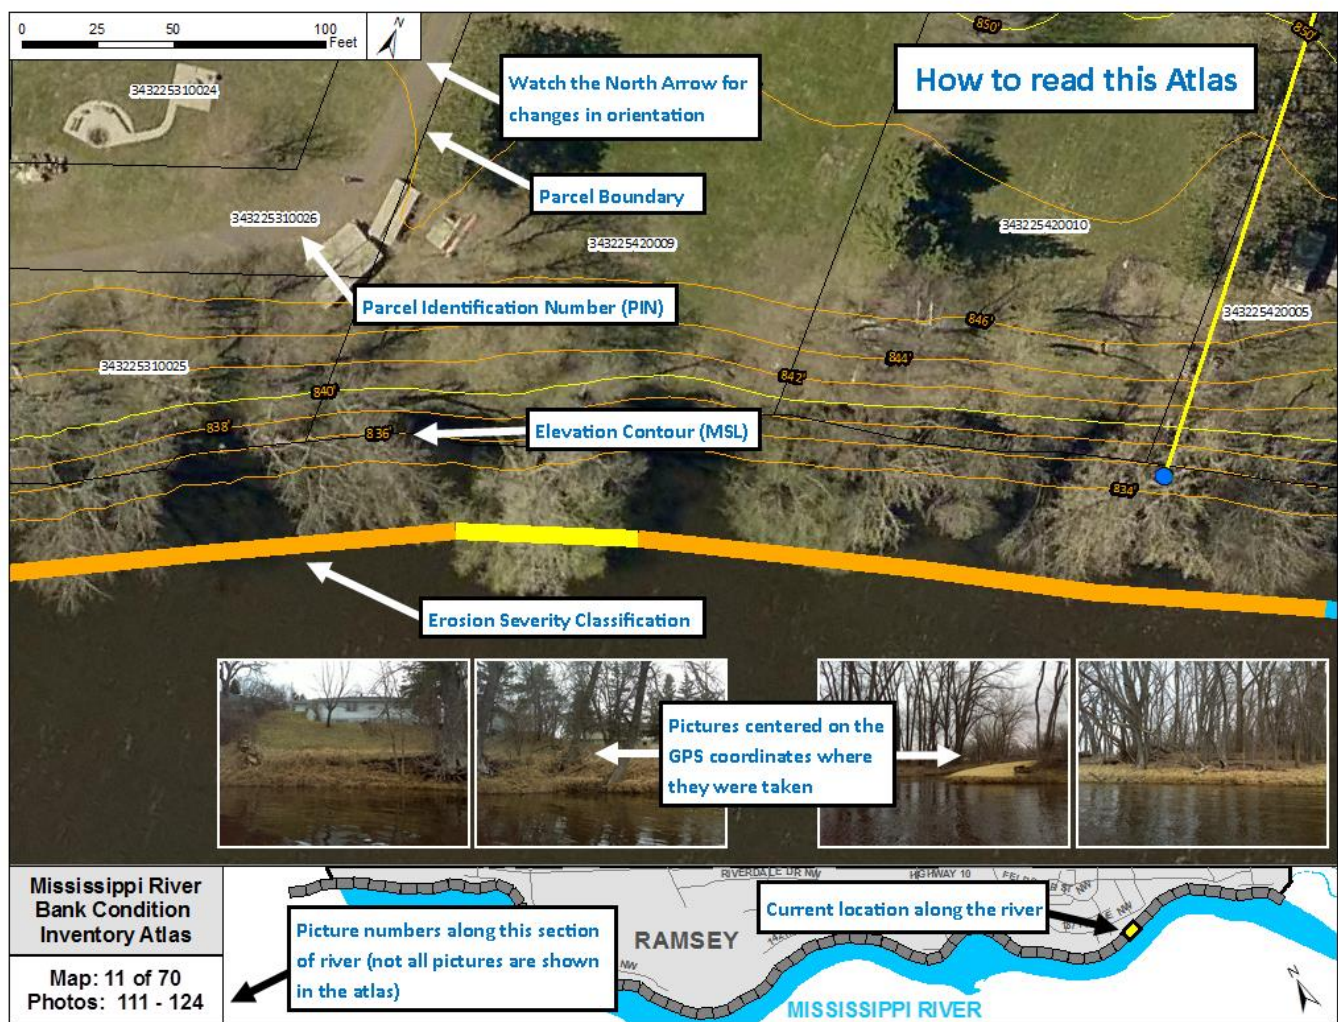 0 25 50 100
Feet
N
850'
850'
How to read this Atlas
Watch the North Arrow for
changes in orientation
343225310024
Parcel Boundary
343225310026
343225420009
343225420010
Parcel Identification Number (PIN)
846'
343225420005
343225310025
844'
842'
840'
838'
836'
Elevation Contour (MSL)
834'
Erosion Severity Classification
Pictures centered on the
GPS coordinates where
they were taken
Mississippi River
Bank Condition
Inventory Atlas
Map: 11 of 70
Photos: 111 - 124
Picture numbers along this section
of river (not all pictures are shown
in the atlas)
RIVERDALE DR NW
HIGHWAY 10
Current location along the river
NW
RAMSEY
NW
MISSISSIPPI RIVER
N